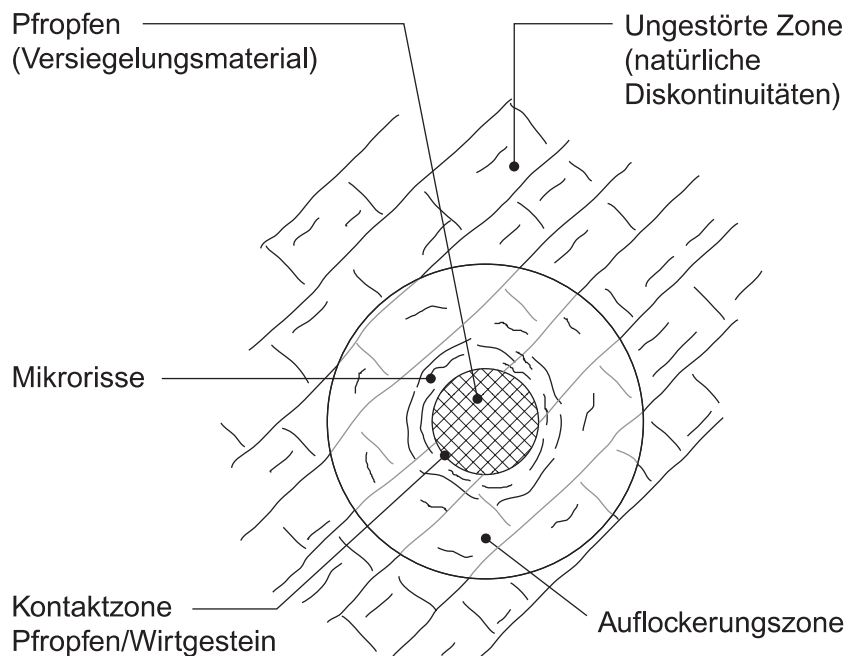 Pfropfen
(Versiegelungsmaterial)
Ungestörte Zone
(natürliche
Diskontinuitäten)
Mikrorisse
Kontaktzone
Pfropfen/Wirtgestein
Auflockerungszone